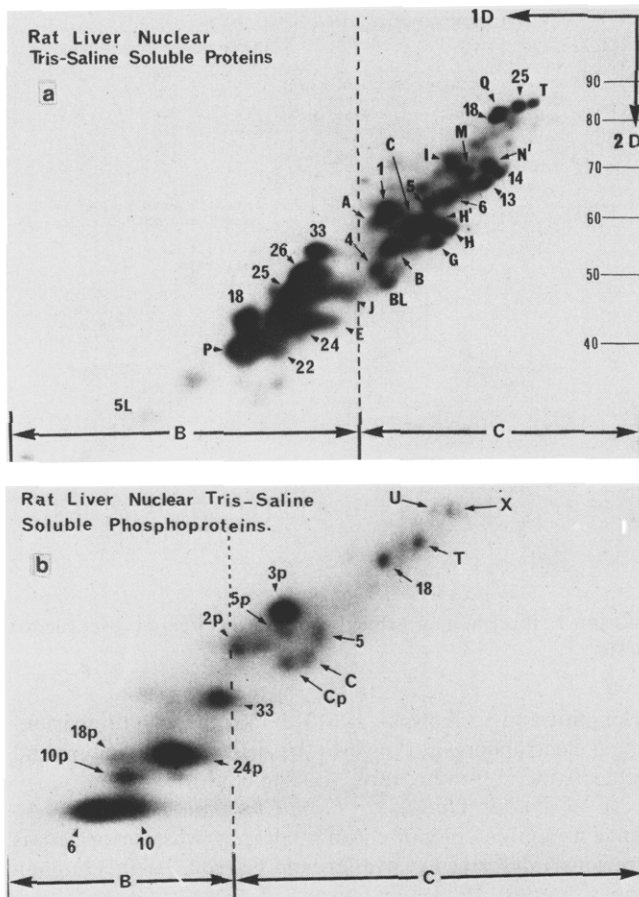 1D
Rat Liver Nuclear
Tris-Saline Soluble Proteins
a
Q 25 T
90
18
80
2D
C M
I N'
70
1 5 14
6 13
A H'
60
4 H
33 G
26 B
25 BL
50
18 J
E
P 24
40
22
5L
B C
Rat Liver Nuclear Tris-Saline
Soluble Phosphoproteins.
b
U X
T
18
3p
5p
2p 5
C
Cp
33
18p
10p 24p
6 10
B C